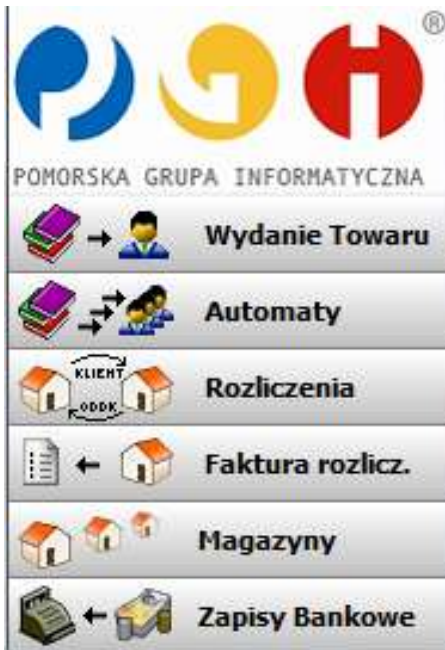 ®
POMORSKA GRUPA INFORMATYCZNA
Wydanie Towaru
Automaty
KLIENT
ODDK
Rozliczenia
Faktura rozlicz.
Magazyny
Zapisy Bankowe